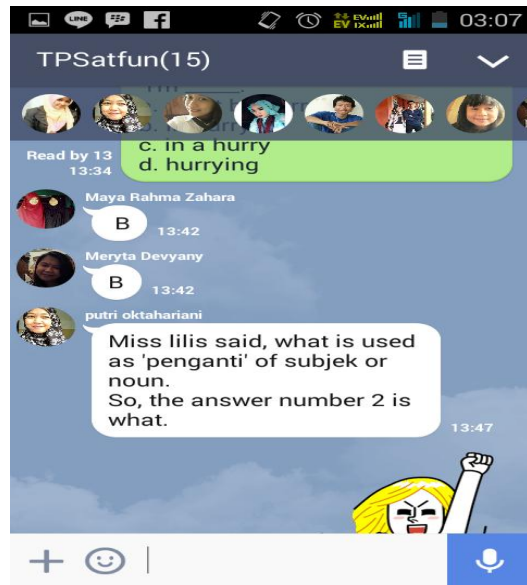 LINE
03:07
TPSatfun(15)
Read by 13
13:34
c. in a hurry
d. hurrying
Maya Rahma Zahara
B
13:42
Meryta Devyany
B
13:42
putri oktahariani
Miss lilis said, what is used
as 'penganti' of subjek or
noun.
So, the answer number 2 is
what.
13:47